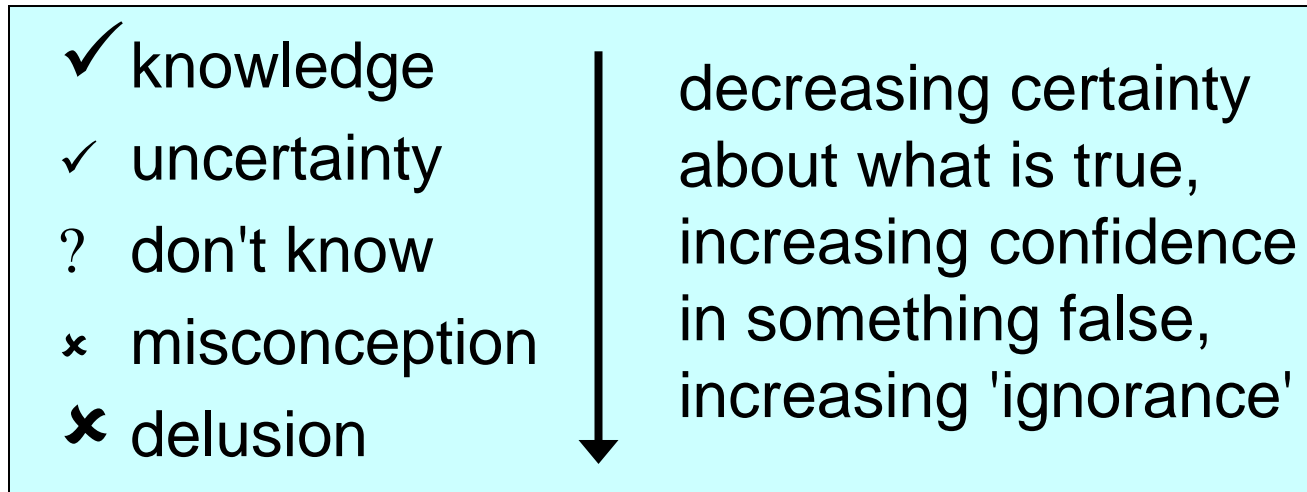 ✓ knowledge
✓ uncertainty
? don't know
✗ misconception
✗ delusion
decreasing certainty
about what is true,
increasing confidence
in something false,
increasing 'ignorance'